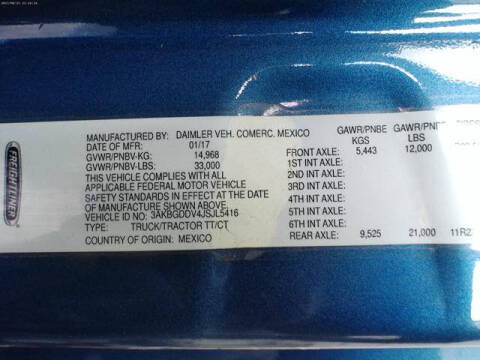 FREIGHTLINER
MANUFACTURED BY: DAIMLER VEH. COMERC. MEXICO
DATE OF MFR: 01/17
GVWR/PNBV-KG: 14,968
GVWR/PNBV-LBS: 33,000
THIS VEHICLE COMPLIES WITH ALL
APPLICABLE FEDERAL MOTOR VEHICLE
SAFETY STANDARDS IN EFFECT AT THE DATE
OF MANUFACTURE SHOWN ABOVE.
VEHICLE ID NO: 3AKBGDDV4JSJL5416
TYPE: TRUCK/TRACTOR TT/CT
COUNTRY OF ORIGIN: MEXICO
GAWR/PNBE GAWR/PNBE
KGS LBS
FRONT AXLE: 5,443 12,000
1ST INT AXLE:
2ND INT AXLE:
3RD INT AXLE:
4TH INT AXLE:
5TH INT AXLE:
6TH INT AXLE:
REAR AXLE: 9,525 21,000 11R2